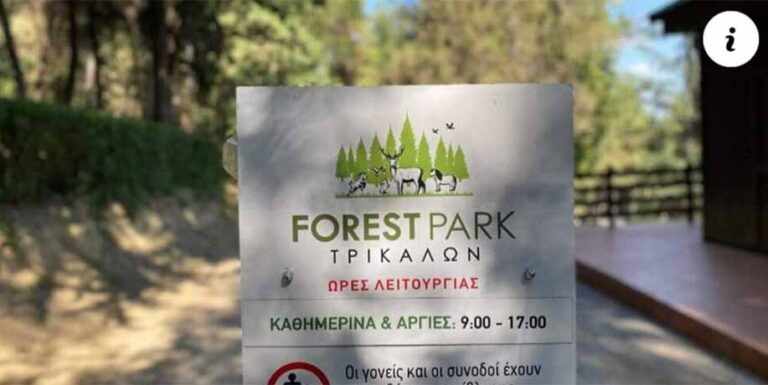 FOREST PARK
ΤΡΙΚΑΛΩΝ
ΩΡΕΣ ΛΕΙΤΟΥΡΓΙΑΣ
ΚΑΘΗΜΕΡΙΝΑ & ΑΡΓΙΕΣ: 9:00 - 17:00
Οι γονείς και οι συνοδοί έχουν